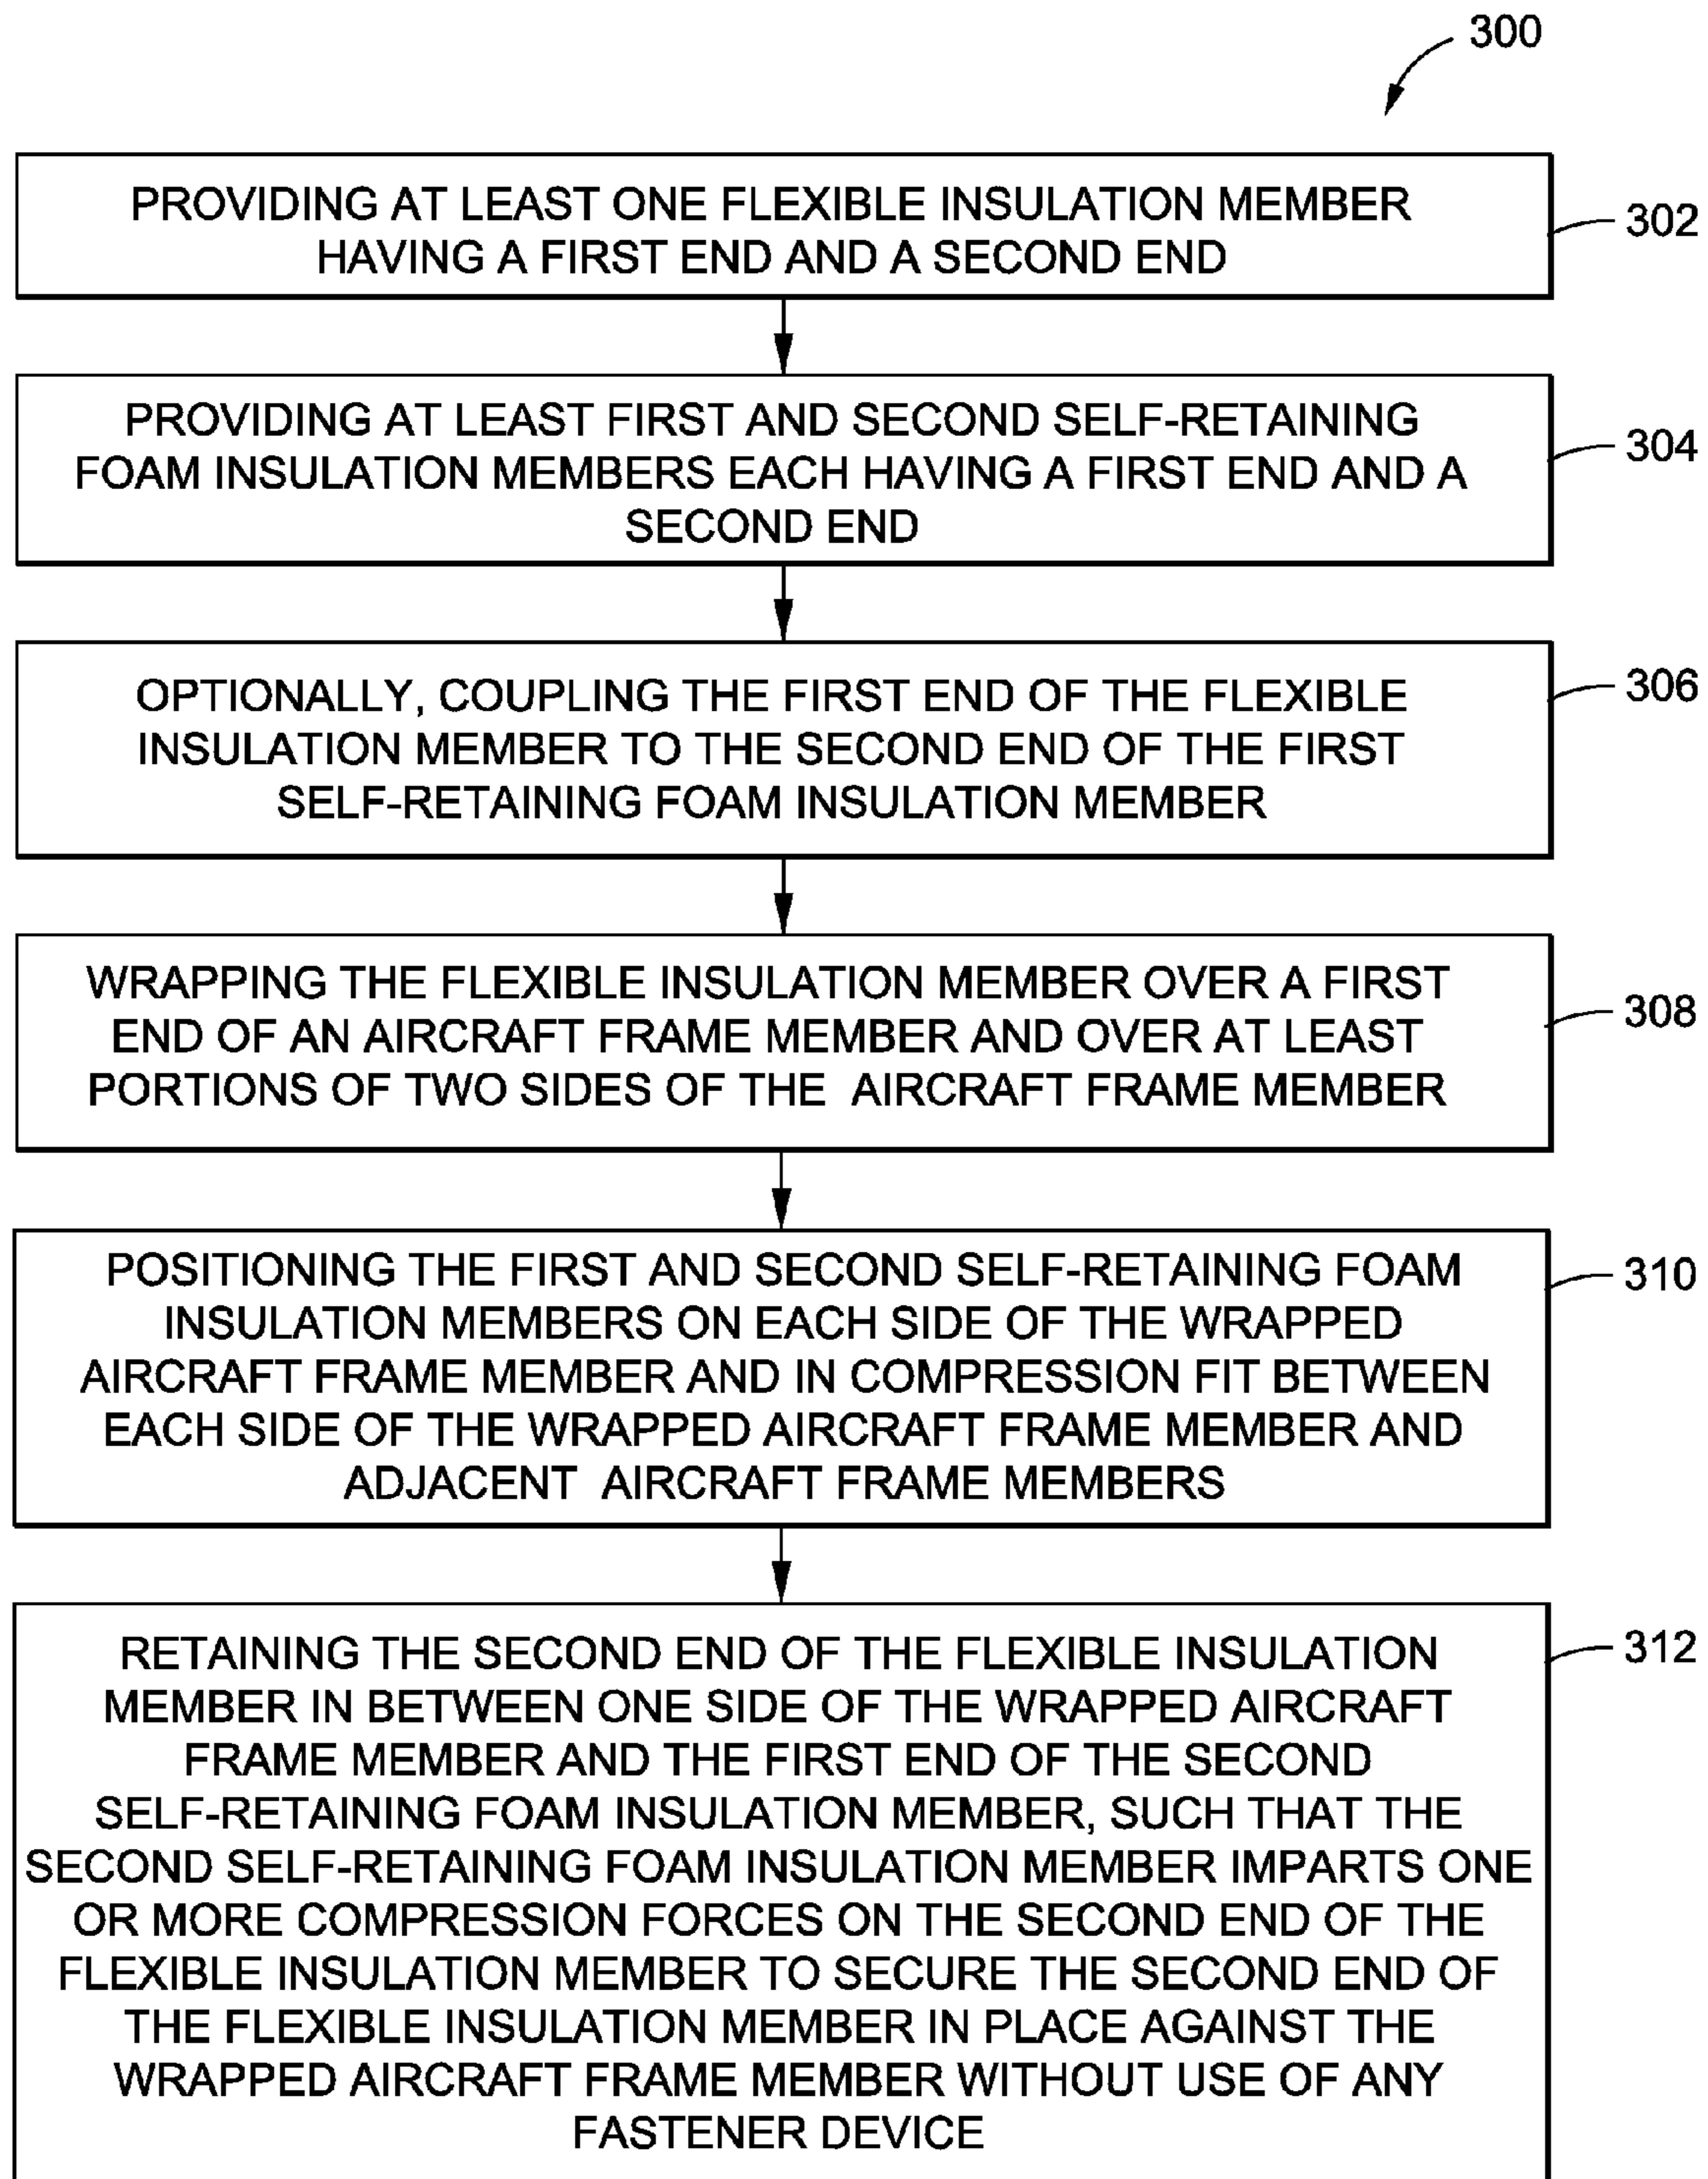 300
PROVIDING AT LEAST ONE FLEXIBLE INSULATION MEMBER
HAVING A FIRST END AND A SECOND END
302
PROVIDING AT LEAST FIRST AND SECOND SELF-RETAINING
FOAM INSULATION MEMBERS EACH HAVING A FIRST END AND A
SECOND END
304
OPTIONALLY, COUPLING THE FIRST END OF THE FLEXIBLE
INSULATION MEMBER TO THE SECOND END OF THE FIRST
SELF-RETAINING FOAM INSULATION MEMBER
306
WRAPPING THE FLEXIBLE INSULATION MEMBER OVER A FIRST
END OF AN AIRCRAFT FRAME MEMBER AND OVER AT LEAST
PORTIONS OF TWO SIDES OF THE AIRCRAFT FRAME MEMBER
308
POSITIONING THE FIRST AND SECOND SELF-RETAINING FOAM
INSULATION MEMBERS ON EACH SIDE OF THE WRAPPED
AIRCRAFT FRAME MEMBER AND IN COMPRESSION FIT BETWEEN
EACH SIDE OF THE WRAPPED AIRCRAFT FRAME MEMBER AND
ADJACENT AIRCRAFT FRAME MEMBERS
310
RETAINING THE SECOND END OF THE FLEXIBLE INSULATION
MEMBER IN BETWEEN ONE SIDE OF THE WRAPPED AIRCRAFT
FRAME MEMBER AND THE FIRST END OF THE SECOND
SELF-RETAINING FOAM INSULATION MEMBER, SUCH THAT THE
SECOND SELF-RETAINING FOAM INSULATION MEMBER IMPARTS ONE
OR MORE COMPRESSION FORCES ON THE SECOND END OF THE
FLEXIBLE INSULATION MEMBER TO SECURE THE SECOND END OF
THE FLEXIBLE INSULATION MEMBER IN PLACE AGAINST THE
WRAPPED AIRCRAFT FRAME MEMBER WITHOUT USE OF ANY
FASTENER DEVICE
312